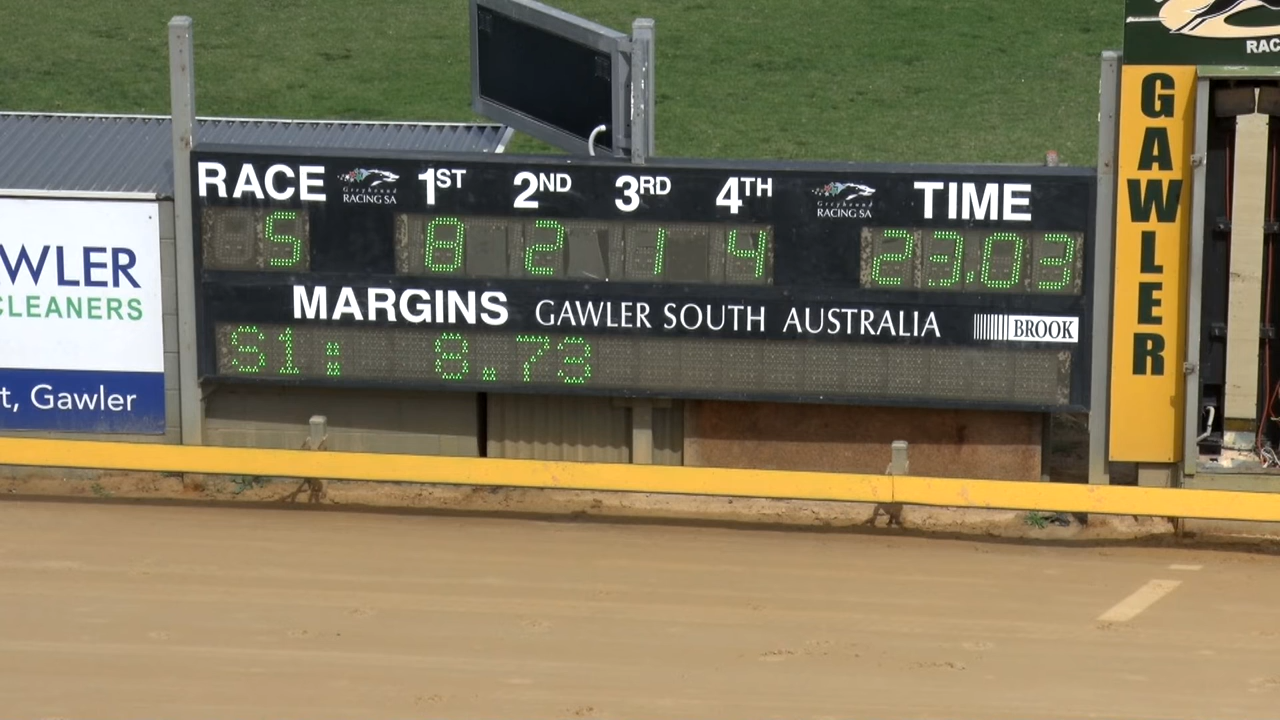 RAC
GAWLER
RACE 1ST 2ND 3RD 4TH TIME
Greyhound RACING SA
Greyhound RACING SA
5 8 2 1 4 23.03
MARGINS GAWLER SOUTH AUSTRALIA BROOK
S1: 8.73
WLER
CLEANERS
t, Gawler